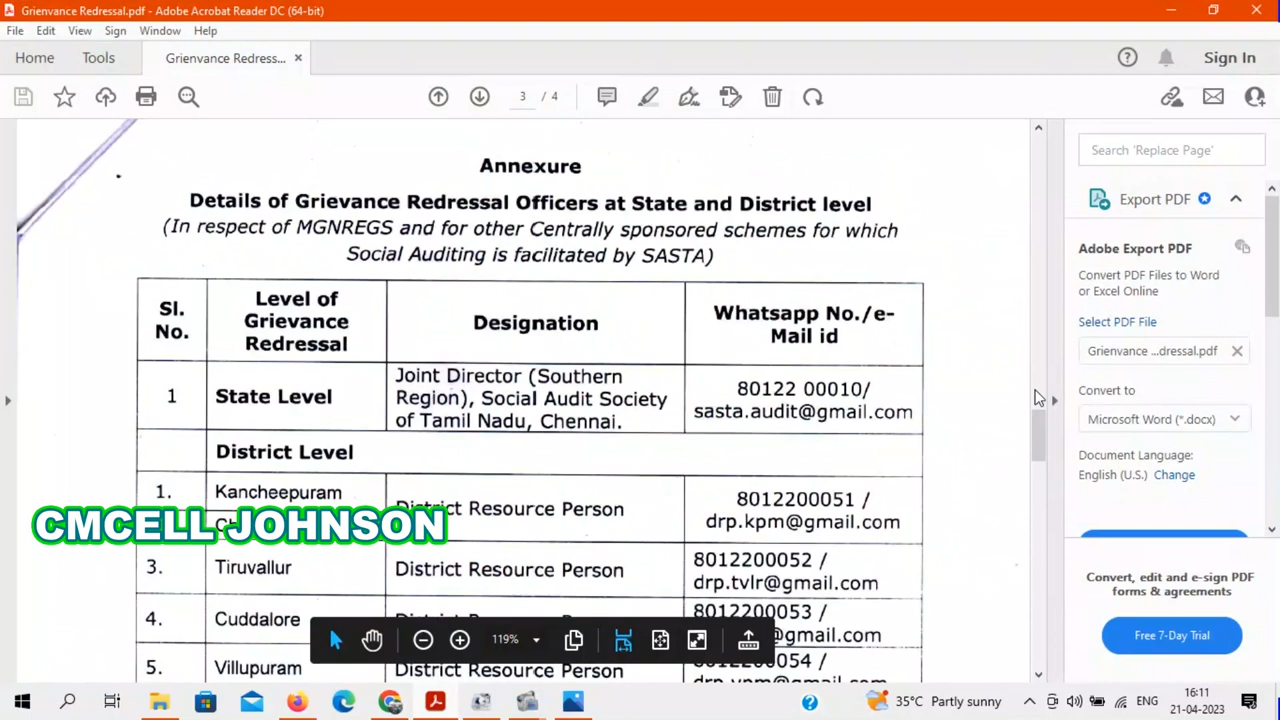 Grienvance Redressal.pdf - Adobe Acrobat Reader DC (64-bit)
File Edit View Sign Window Help
Home Tools Grienvance Redress... × Sign In
3 / 4
Annexure
Details of Grievance Redressal Officers at State and District level
(In respect of MGNREGS and for other Centrally sponsored schemes for which
Social Auditing is facilitated by SASTA)
Sl. No.
Level of Grievance Redressal
Designation
Whatsapp No./e-
Mail id
1
State Level
Joint Director (Southern
Region), Social Audit Society
of Tamil Nadu, Chennai.
80122 00010/
sasta.audit@gmail.com
District Level
1.
Kancheepuram
District Resource Person
8012200051 /
drp.kpm@gmail.com
CMCELL JOHNSON
3.
Tiruvallur
District Resource Person
8012200052 /
drp.tvlr@gmail.com
4.
Cuddalore
8012200053 /
@gmail.com
5.
Villupuram
District Resource Person
8012200054 /
119%
Search 'Replace Page'
Export PDF
Adobe Export PDF
Convert PDF Files to Word
or Excel Online
Select PDF File
Grienvance ...dressal.pdf
Convert to
Microsoft Word (*.docx)
Document Language:
English (U.S.) Change
Convert, edit and e-sign PDF
forms & agreements
Free 7-Day Trial
35°C Partly sunny
ENG
16:11
21-04-2023